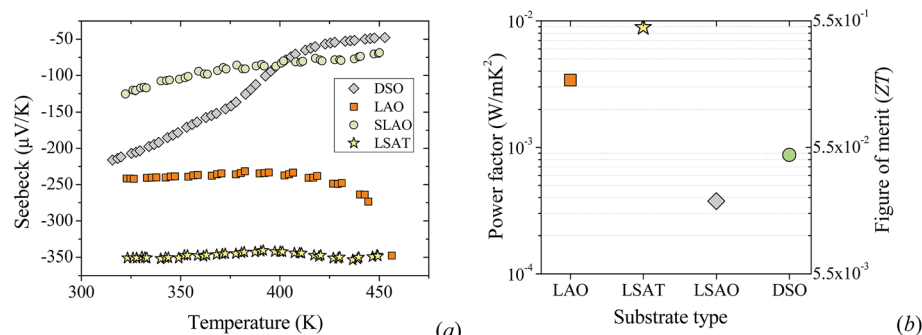 -50
-100
-150
-200
-250
-300
-350
Seebeck (μV/K)
DSO
LAO
SLAO
LSAT
300 350 400 450
Temperature (K)
(a)
10⁻²
10⁻³
10⁻⁴
Power factor (W/mK²)
5.5x10⁻¹
5.5x10⁻²
5.5x10⁻³
Figure of merit (ZT)
LAO LSAT LSAO DSO
Substrate type
(b)